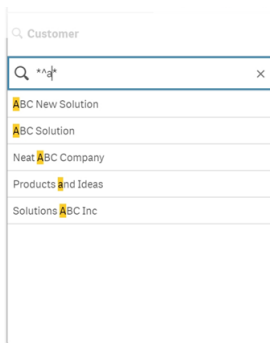 Customer
*^a*
ABC New Solution
ABC Solution
Neat ABC Company
Products and Ideas
Solutions ABC Inc